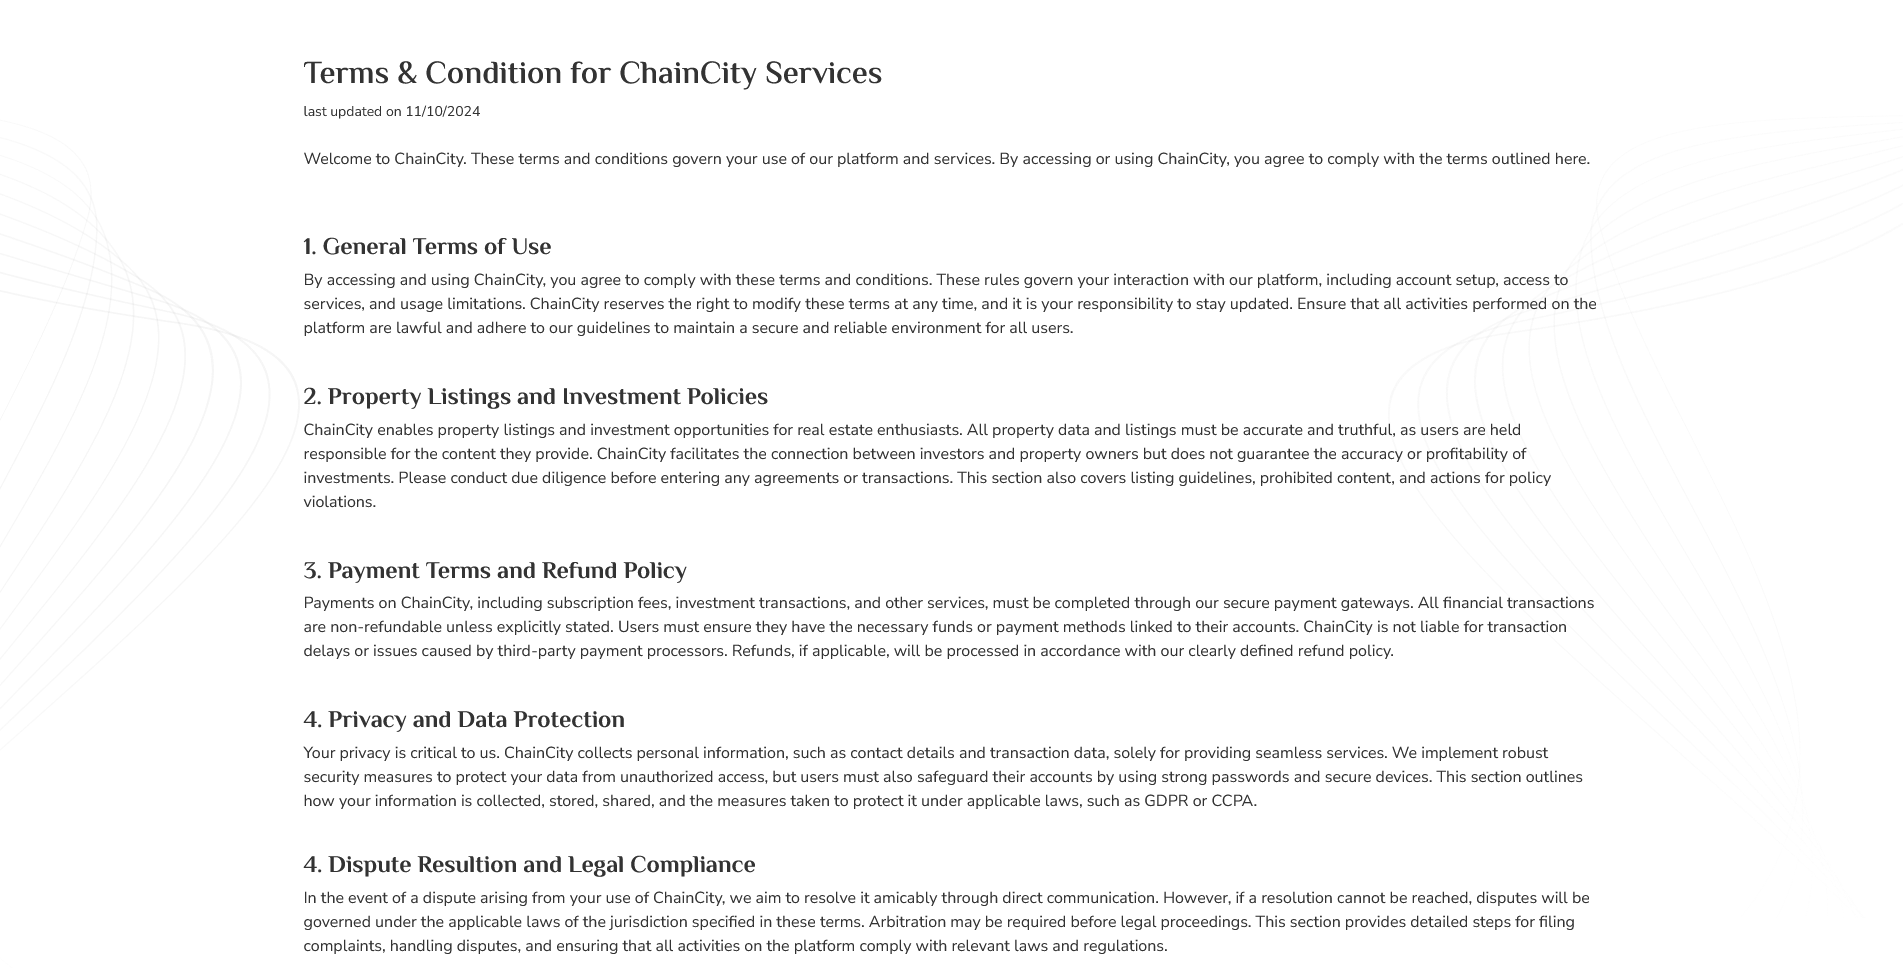 Terms & Condition for ChainCity Services
last updated on 11/10/2024
Welcome to ChainCity. These terms and conditions govern your use of our platform and services. By accessing or using ChainCity, you agree to comply with the terms outlined here.
1. General Terms of Use
By accessing and using ChainCity, you agree to comply with these terms and conditions. These rules govern your interaction with our platform, including account setup, access to
services, and usage limitations. ChainCity reserves the right to modify these terms at any time, and it is your responsibility to stay updated. Ensure that all activities performed on the
platform are lawful and adhere to our guidelines to maintain a secure and reliable environment for all users.
2. Property Listings and Investment Policies
ChainCity enables property listings and investment opportunities for real estate enthusiasts. All property data and listings must be accurate and truthful, as users are held
responsible for the content they provide. ChainCity facilitates the connection between investors and property owners but does not guarantee the accuracy or profitability of
investments. Please conduct due diligence before entering any agreements or transactions. This section also covers listing guidelines, prohibited content, and actions for policy
violations.
3. Payment Terms and Refund Policy
Payments on ChainCity, including subscription fees, investment transactions, and other services, must be completed through our secure payment gateways. All financial transactions
are non-refundable unless explicitly stated. Users must ensure they have the necessary funds or payment methods linked to their accounts. ChainCity is not liable for transaction
delays or issues caused by third-party payment processors. Refunds, if applicable, will be processed in accordance with our clearly defined refund policy.
4. Privacy and Data Protection
Your privacy is critical to us. ChainCity collects personal information, such as contact details and transaction data, solely for providing seamless services. We implement robust
security measures to protect your data from unauthorized access, but users must also safeguard their accounts by using strong passwords and secure devices. This section outlines
how your information is collected, stored, shared, and the measures taken to protect it under applicable laws, such as GDPR or CCPA.
4. Dispute Resultion and Legal Compliance
In the event of a dispute arising from your use of ChainCity, we aim to resolve it amicably through direct communication. However, if a resolution cannot be reached, disputes will be
governed under the applicable laws of the jurisdiction specified in these terms. Arbitration may be required before legal proceedings. This section provides detailed steps for filing
complaints, handling disputes, and ensuring that all activities on the platform comply with relevant laws and regulations.